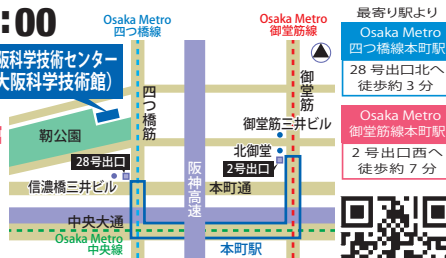 :00
阪科学技術センター
大阪科学技術館）
Osaka Metro
四つ橋線
Osaka Metro
御堂筋線
四つ橋筋
御堂筋
靭公園
御堂筋三井ビル
28号出口
北御堂
2号出口
信濃橋三井ビル
本町通
阪神高速
中央大通
Osaka Metro
中央線
本町駅
最寄り駅より
Osaka Metro
四つ橋線本町駅
28 号出口北へ
徒歩約 3 分
Osaka Metro
御堂筋線本町駅
2 号出口西へ
徒歩約 7 分